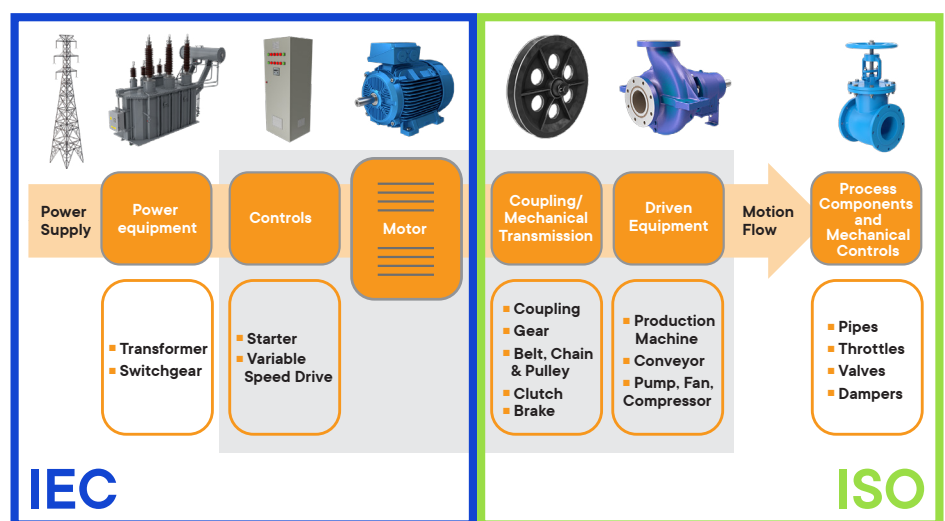 Power
Supply
Power
equipment
Controls
Motor
Coupling/
Mechanical
Transmission
Driven
Equipment
Motion
Flow
Process
Components
and
Mechanical
Controls
Transformer
Switchgear
Starter
Variable
Speed Drive
Coupling
Gear
Belt, Chain
& Pulley
Clutch
Brake
Production
Machine
Conveyor
Pump, Fan,
Compressor
Pipes
Throttles
Valves
Dampers
IEC
ISO